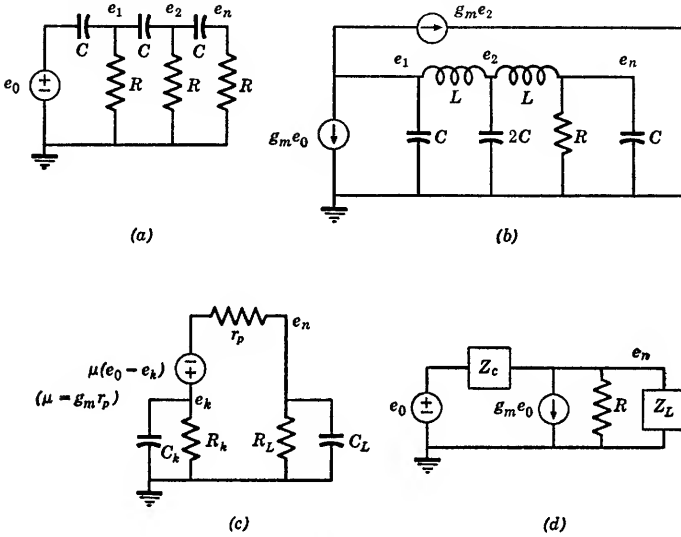 e₁ e₂ eₙ
C C C
e₀ ± R R R
(a)
gₘe₂
e₁ e₂ eₙ
L L
gₘe₀ C 2C R C
(b)
rₚ eₙ
μ(e₀ − eₖ) ±
(μ = gₘrₚ) eₖ
Cₖ Rₖ R_L C_L
(c)
Z_c eₙ
e₀ ± gₘe₀ R Z_L
(d)